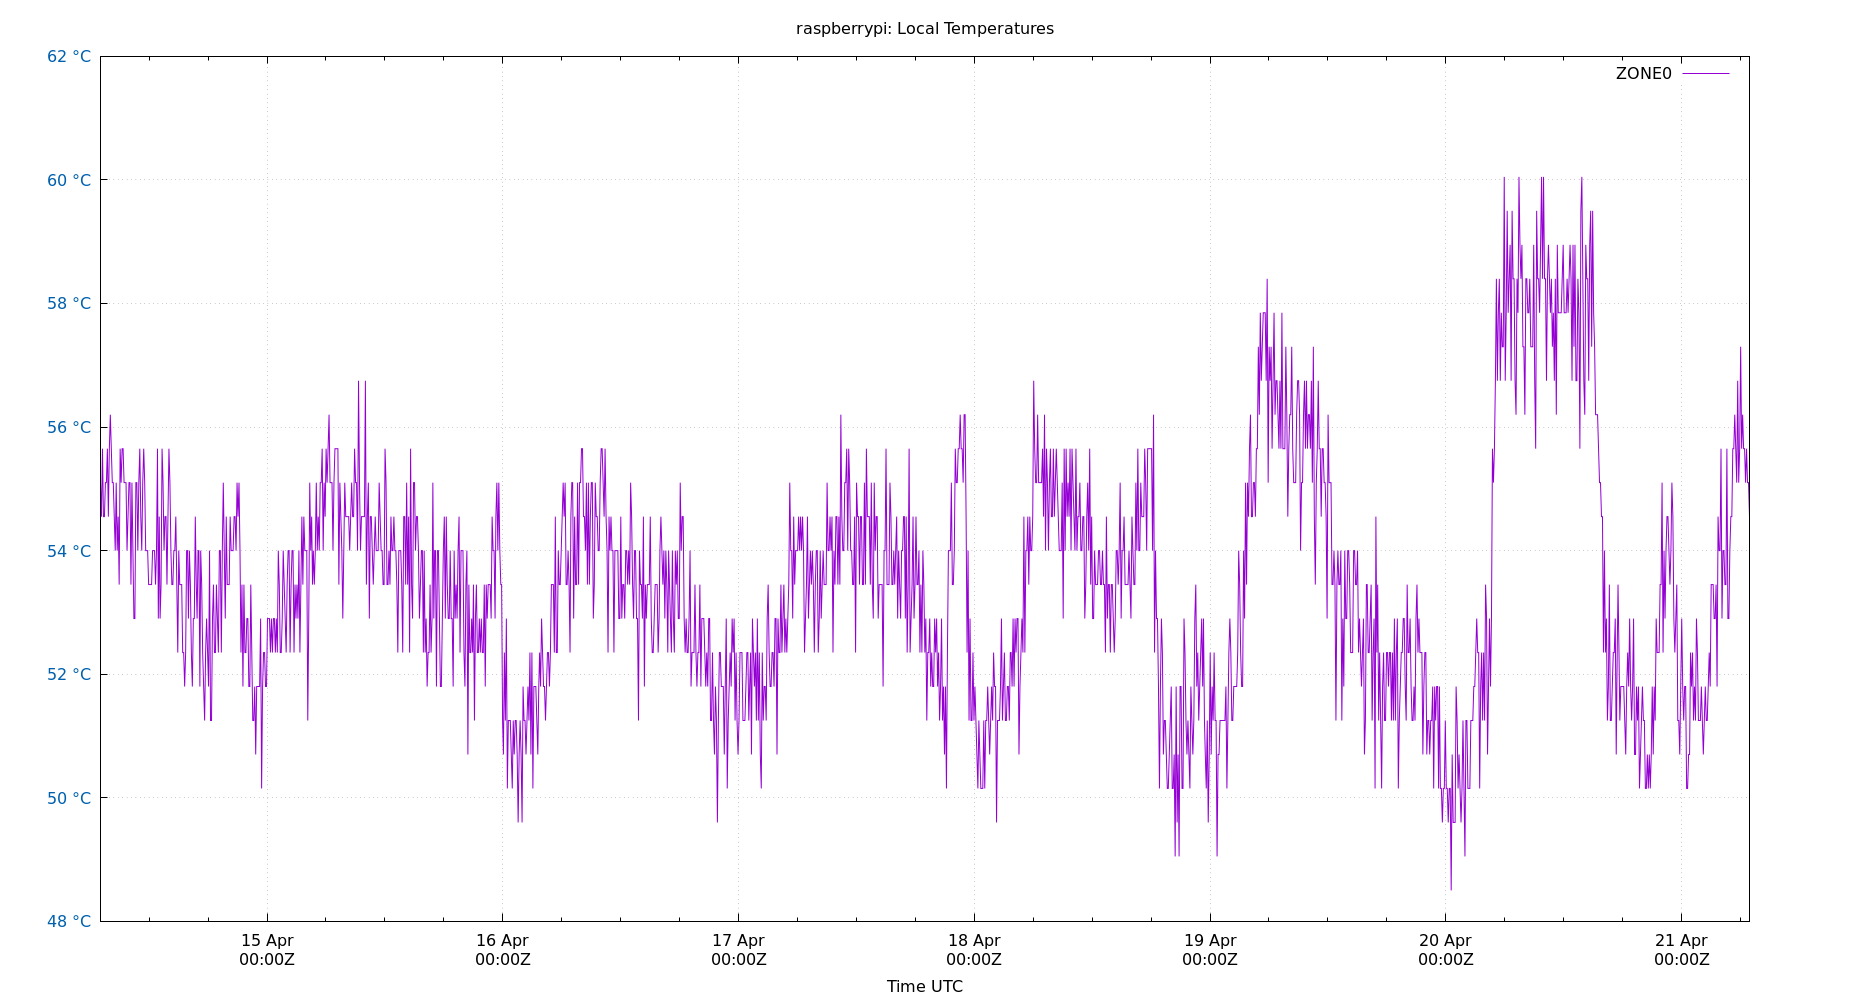 raspberrypi: Local Temperatures
62 °C
ZONE0
60 °C
58 °C
56 °C
54 °C
52 °C
50 °C
48 °C
15 Apr 16 Apr 17 Apr 18 Apr 19 Apr 20 Apr 21 Apr
00:00Z 00:00Z 00:00Z 00:00Z 00:00Z 00:00Z 00:00Z
Time UTC